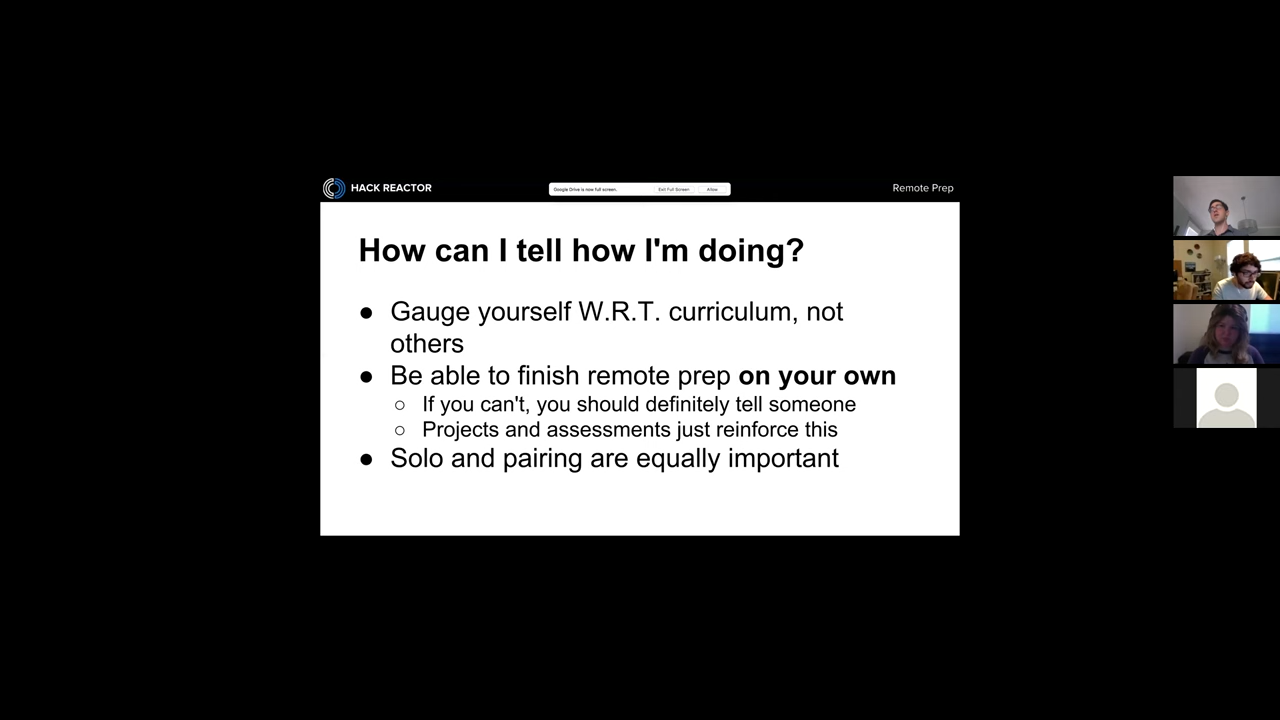 HACK REACTOR
Google Drive is now full screen.
Exit Full Screen
Allow
Remote Prep
How can I tell how I'm doing?
● Gauge yourself W.R.T. curriculum, not
others
● Be able to finish remote prep on your own
○ If you can't, you should definitely tell someone
○ Projects and assessments just reinforce this
● Solo and pairing are equally important